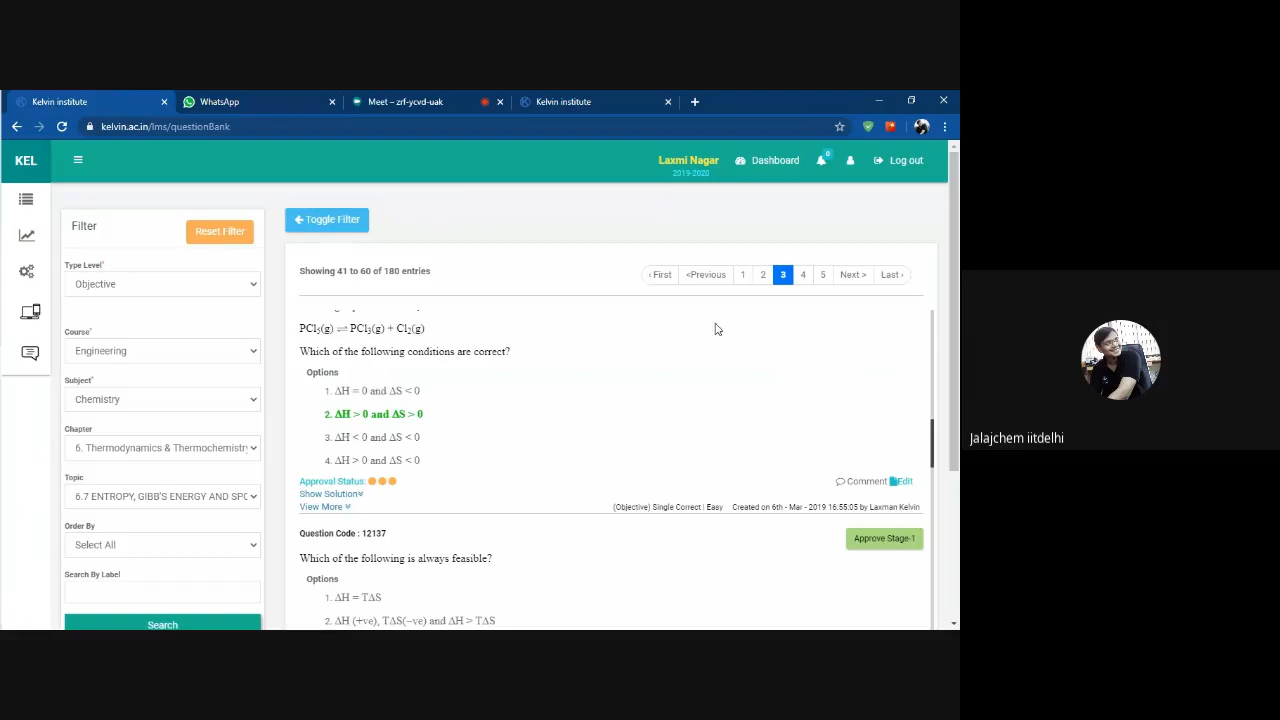 Kelvin institute
WhatsApp
Meet – zrf-ycvd-uak
Kelvin institute
kelvin.ac.in/lms/questionBank
KEL
Laxmi Nagar
2019-2020
Dashboard
0
Log out
Filter
Reset Filter
Type Level*
Objective
Course*
Engineering
Subject*
Chemistry
Chapter
6. Thermodynamics & Thermochemistry
Topic
6.7 ENTROPY, GIBB'S ENERGY AND SPO
Order By
Select All
Search By Label
Search
Toggle Filter
Showing 41 to 60 of 180 entries
‹ First <Previous 1 2 3 4 5 Next > Last ›
PCl₅(g) ⇌ PCl₃(g) + Cl₂(g)
Which of the following conditions are correct?
Options
1. ΔH = 0 and ΔS < 0
2. ΔH > 0 and ΔS > 0
3. ΔH < 0 and ΔS < 0
4. ΔH > 0 and ΔS < 0
Approval Status:
Comment Edit
Show Solution
View More
(Objective) Single Correct | Easy Created on 6th - Mar - 2019 16:55:05 by Laxman Kelvin
Question Code : 12137
Approve Stage-1
Which of the following is always feasible?
Options
1. ΔH = TΔS
2. ΔH (+ve), TΔS(−ve) and ΔH > TΔS
Jalajchem iitdelhi